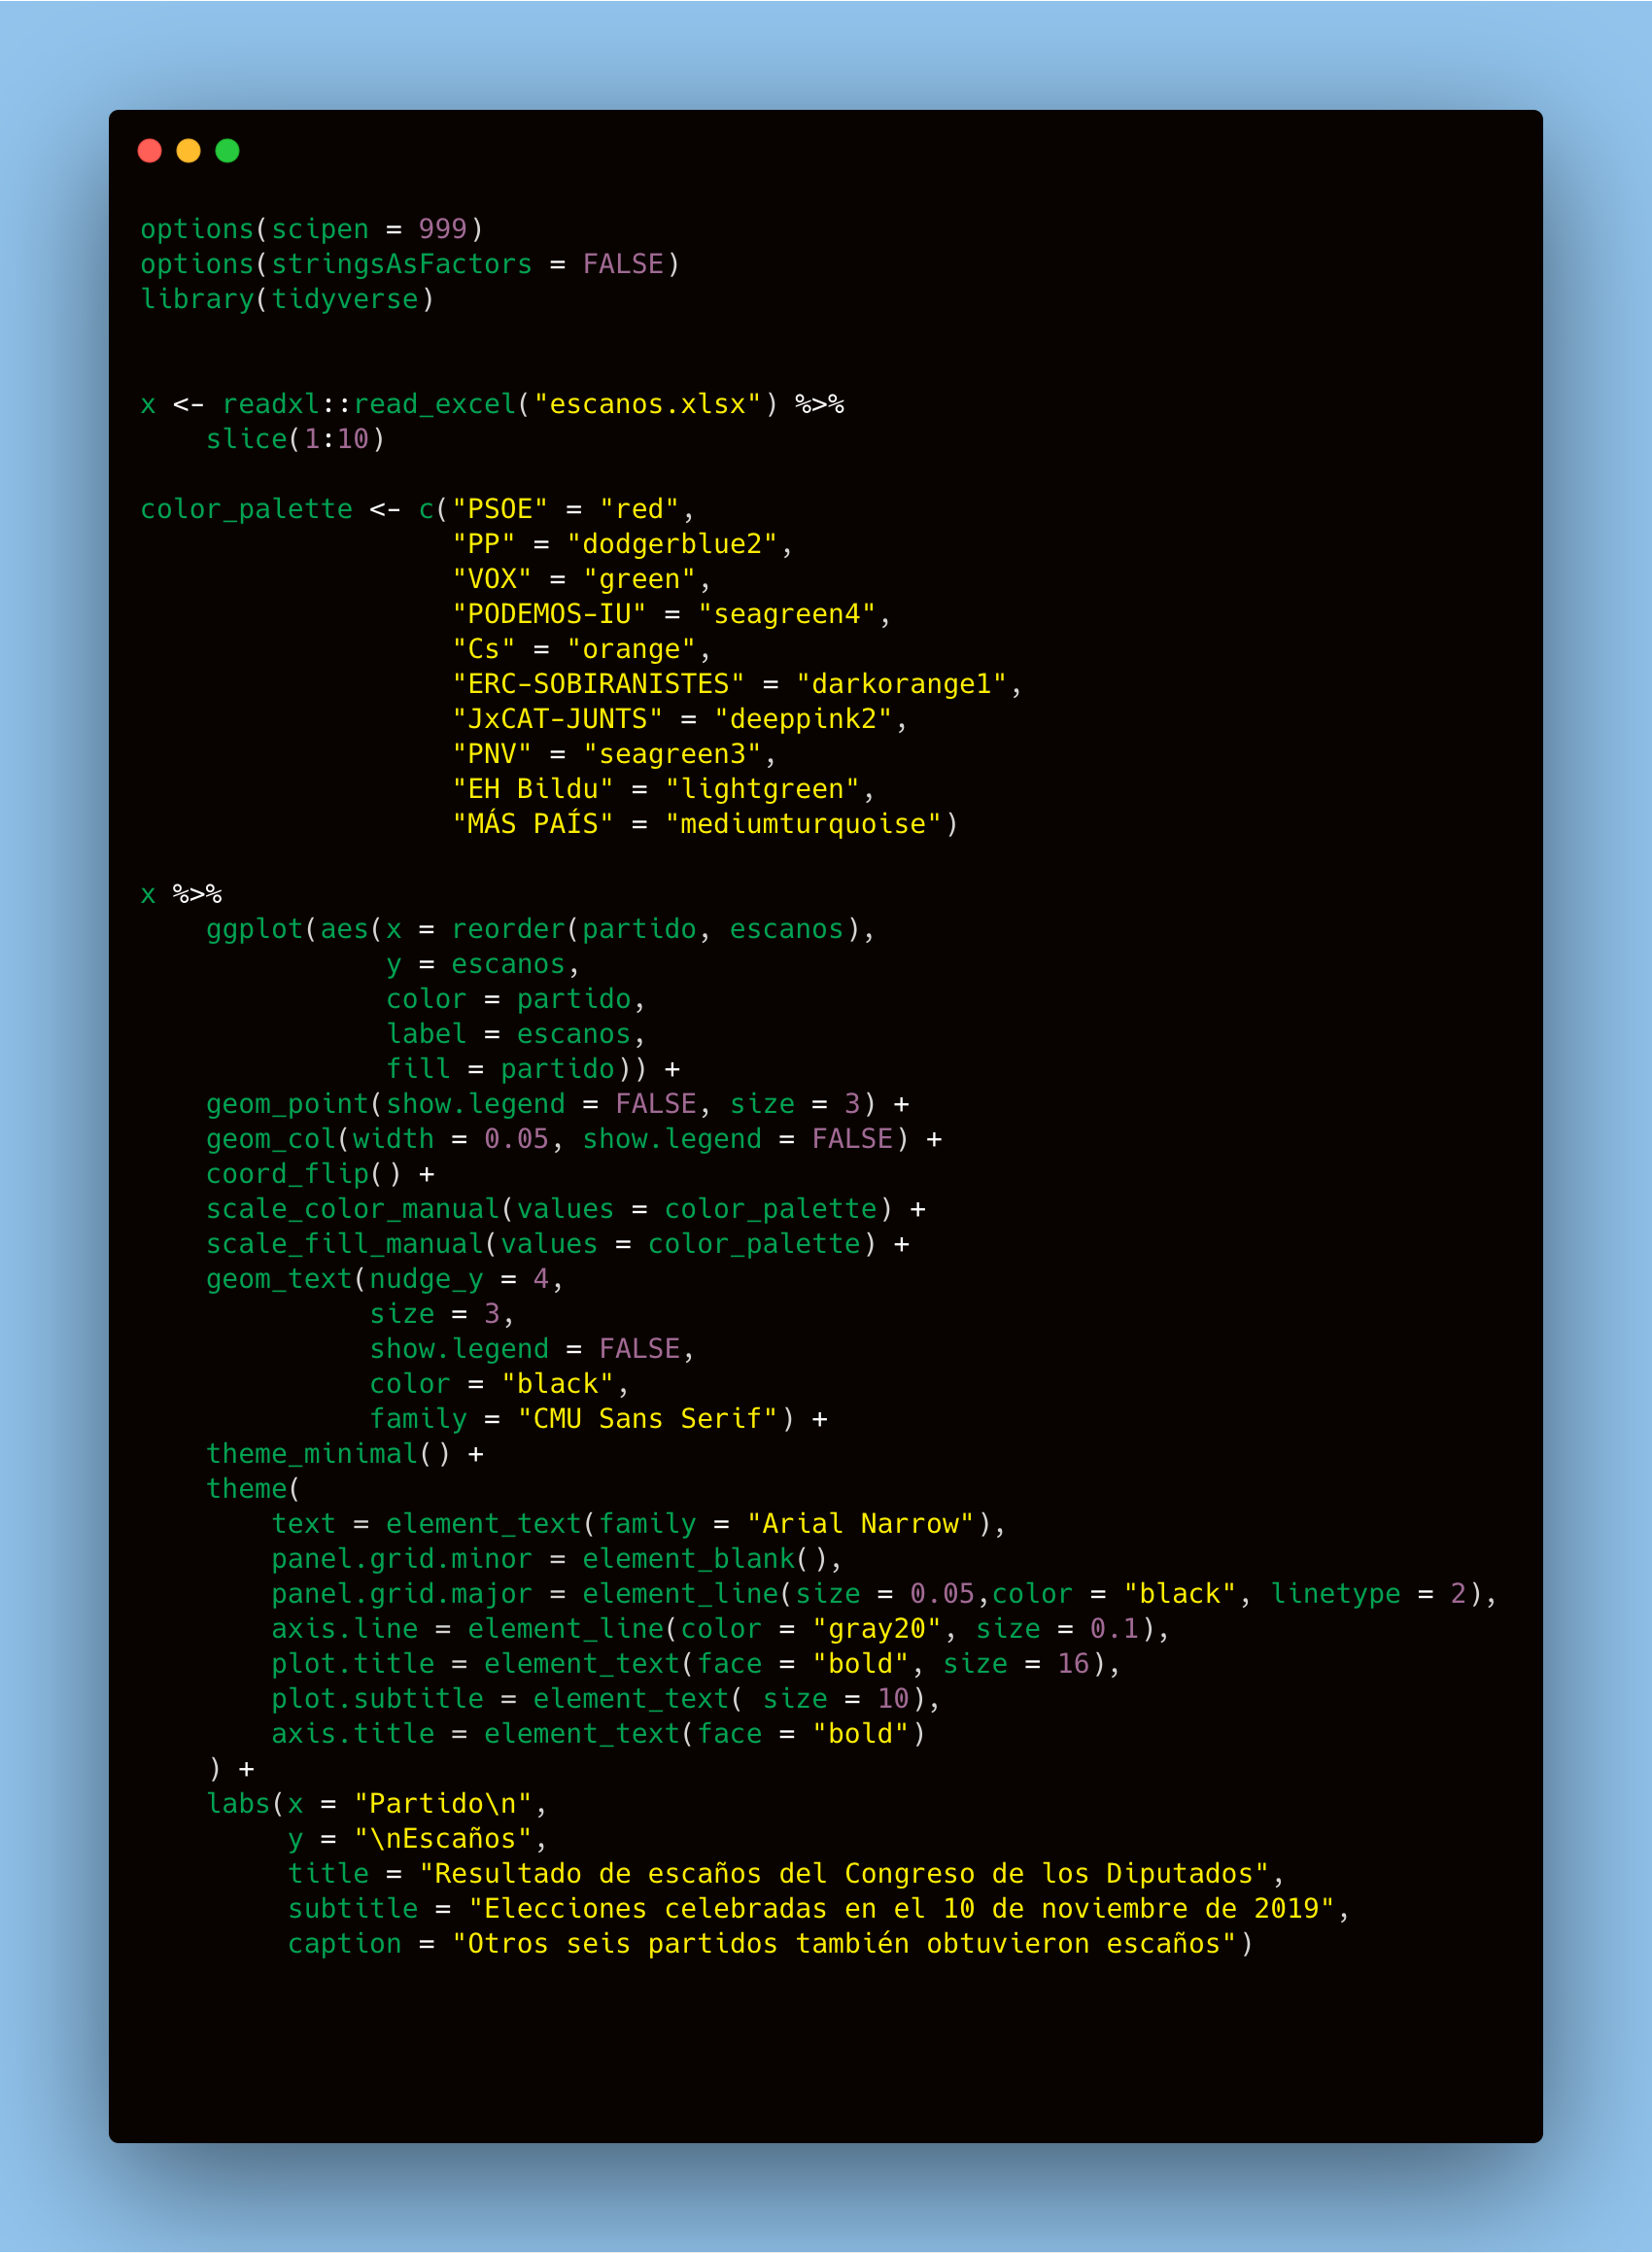 options(scipen = 999)
options(stringsAsFactors = FALSE)
library(tidyverse)
x <- readxl::read_excel("escanos.xlsx") %>%
    slice(1:10)
color_palette <- c("PSOE" = "red",
                   "PP" = "dodgerblue2",
                   "VOX" = "green",
                   "PODEMOS-IU" = "seagreen4",
                   "Cs" = "orange",
                   "ERC-SOBIRANISTES" = "darkorange1",
                   "JxCAT-JUNTS" = "deeppink2",
                   "PNV" = "seagreen3",
                   "EH Bildu" = "lightgreen",
                   "MÁS PAÍS" = "mediumturquoise")
x %>%
    ggplot(aes(x = reorder(partido, escanos),
               y = escanos,
               color = partido,
               label = escanos,
               fill = partido)) +
    geom_point(show.legend = FALSE, size = 3) +
    geom_col(width = 0.05, show.legend = FALSE) +
    coord_flip() +
    scale_color_manual(values = color_palette) +
    scale_fill_manual(values = color_palette) +
    geom_text(nudge_y = 4,
              size = 3,
              show.legend = FALSE,
              color = "black",
              family = "CMU Sans Serif") +
    theme_minimal() +
    theme(
        text = element_text(family = "Arial Narrow"),
        panel.grid.minor = element_blank(),
        panel.grid.major = element_line(size = 0.05,color = "black", linetype = 2),
        axis.line = element_line(color = "gray20", size = 0.1),
        plot.title = element_text(face = "bold", size = 16),
        plot.subtitle = element_text( size = 10),
        axis.title = element_text(face = "bold")
    ) +
    labs(x = "Partido\n",
         y = "\nEscaños",
         title = "Resultado de escaños del Congreso de los Diputados",
         subtitle = "Elecciones celebradas en el 10 de noviembre de 2019",
         caption = "Otros seis partidos también obtuvieron escaños")